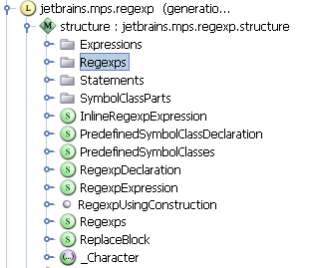 L jetbrains.mps.regexp (generatio...
M structure : jetbrains.mps.regexp.structure
Expressions
Regexps
Statements
SymbolClassParts
S InlineRegexpExpression
S PredefinedSymbolClassDeclaration
S PredefinedSymbolClasses
S RegexpDeclaration
S RegexpExpression
RegexpUsingConstruction
S Regexps
S ReplaceBlock
(...) _Character